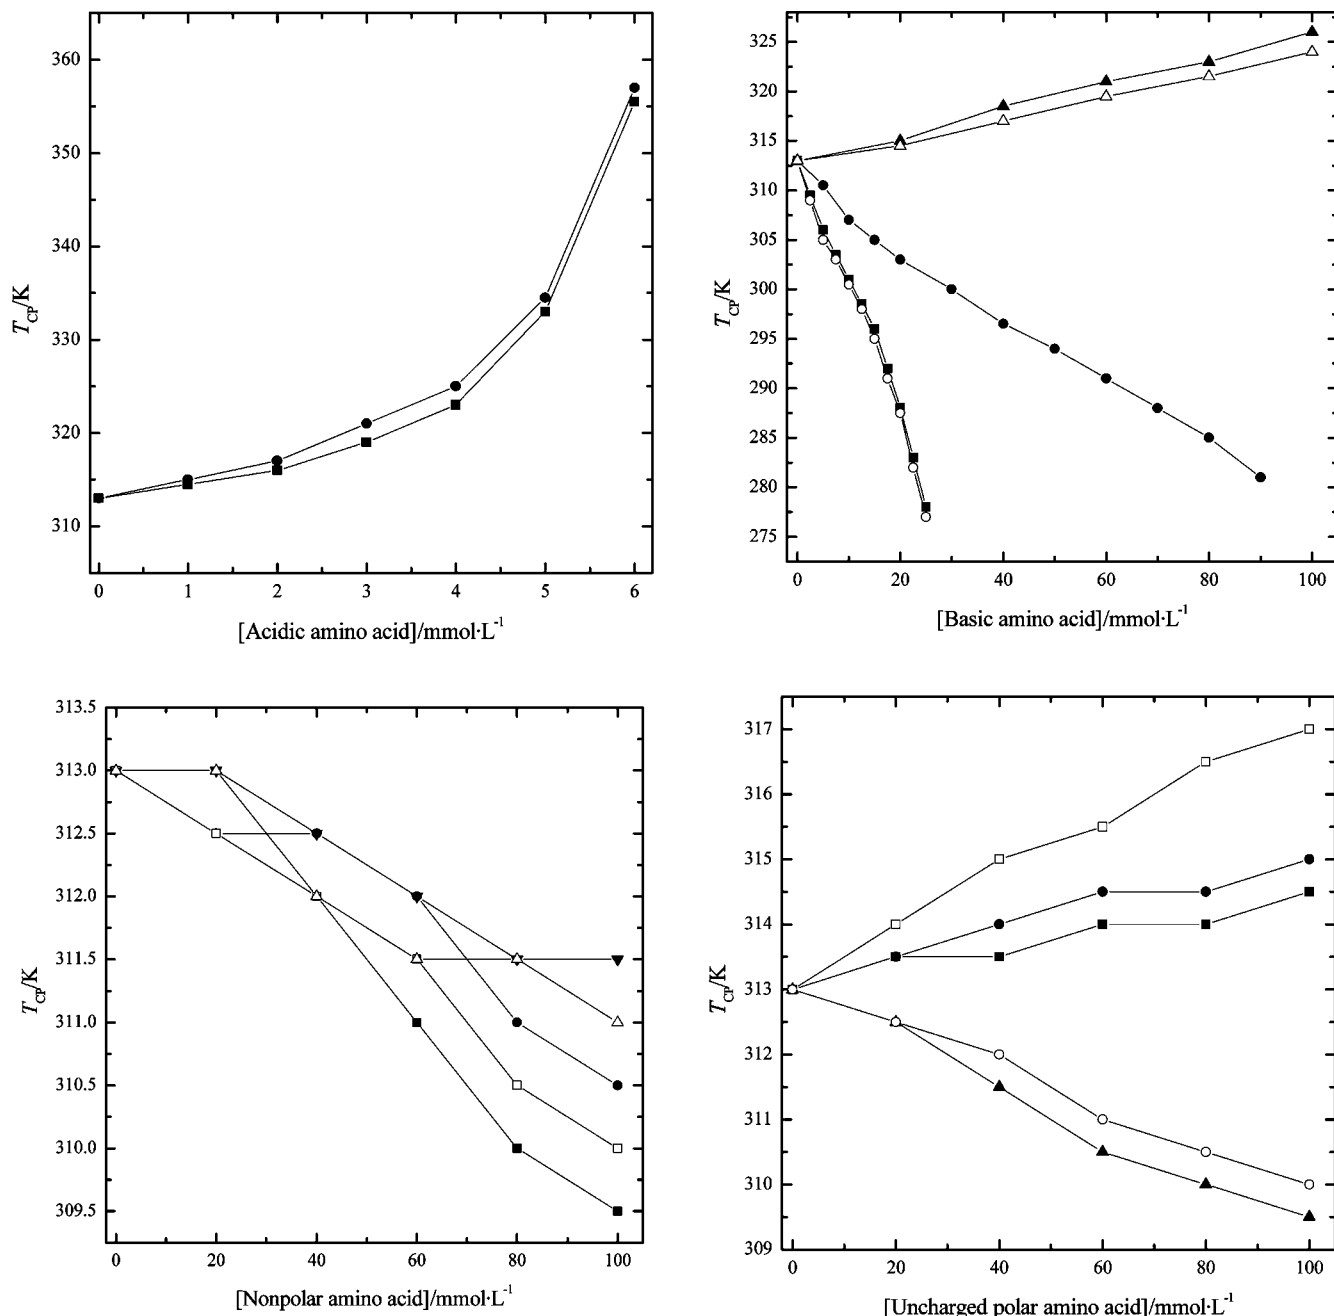 360
350
340
330
320
310
T_CP/K
0 1 2 3 4 5 6
[Acidic amino acid]/mmol·L⁻¹
325
320
315
310
305
300
295
290
285
280
275
T_CP/K
0 20 40 60 80 100
[Basic amino acid]/mmol·L⁻¹
313.5
313.0
312.5
312.0
311.5
311.0
310.5
310.0
309.5
T_CP/K
0 20 40 60 80 100
[Nonpolar amino acid]/mmol·L⁻¹
317
316
315
314
313
312
311
310
309
T_CP/K
0 20 40 60 80 100
[Uncharged polar amino acid]/mmol·L⁻¹